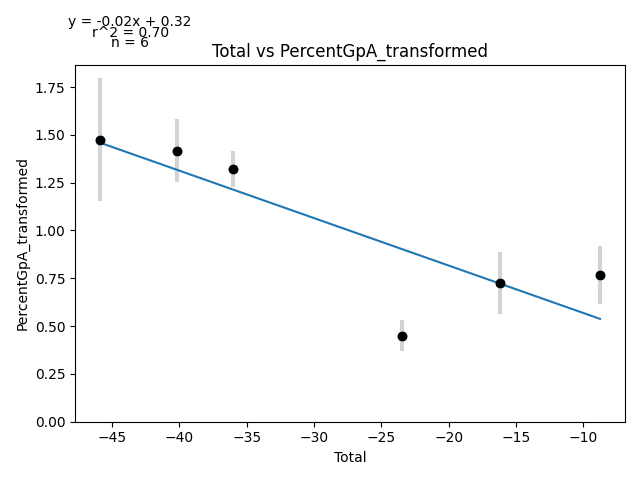 y = -0.02x + 0.32
r^2 = 0.70
n = 6
Total vs PercentGpA_transformed
PercentGpA_transformed
1.75
1.50
1.25
1.00
0.75
0.50
0.25
0.00
−45 −40 −35 −30 −25 −20 −15 −10
Total